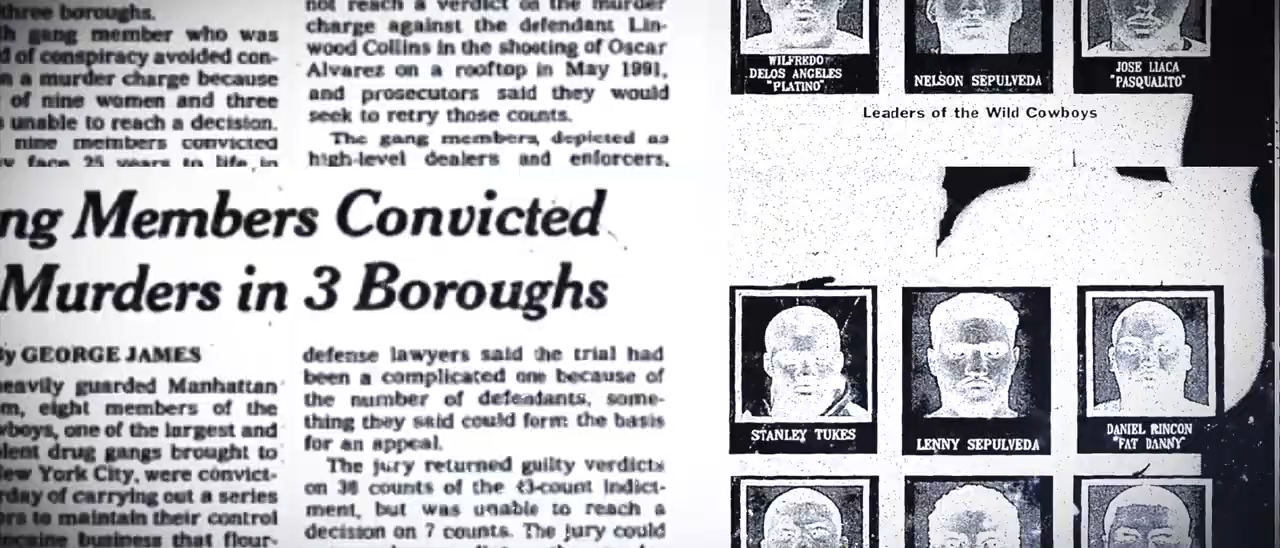 three boroughs.
gang member who was
d of conspiracy avoided con-
a murder charge because
of nine women and three
unable to reach a decision.
nine members convicted
face 25 years to life in
not reach a verdict on the murder
charge against the defendant Lin-
wood Collins in the shooting of Oscar
Alvarez on a rooftop in May 1991,
and prosecutors said they would
seek to retry those counts.
The gang members, depicted as
high-level dealers and enforcers,
ng Members Convicted
Murders in 3 Boroughs
By GEORGE JAMES
heavily guarded Manhattan
m, eight members of the
wboys, one of the largest and
olent drug gangs brought to
New York City, were convict-
rday of carrying out a series
ers to maintain their control
ocaine business that flour-
defense lawyers said the trial had
been a complicated one because of
the number of defendants, some-
thing they said could form the basis
for an appeal.
The jury returned guilty verdicts
on 36 counts of the 43-count indict-
ment, but was unable to reach a
decision on 7 counts. The jury could
WILFREDO
DELOS ANGELES
"PLATINO"
NELSON SEPULVEDA
JOSE LIACA
"PASQUALITO"
Leaders of the Wild Cowboys
STANLEY TUKES
LENNY SEPULVEDA
DANIEL RINCON
"FAT DANNY"